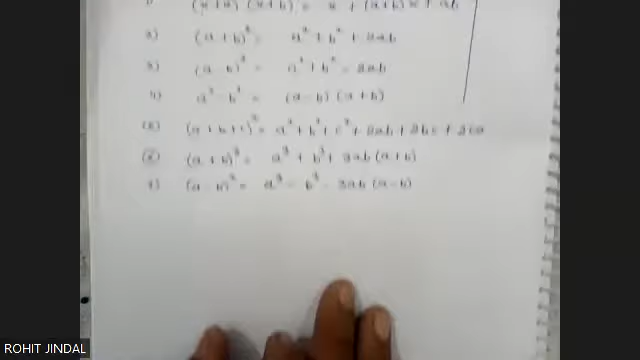 1) (x+a) (x+b) = x² + (a+b)x + ab
2) (a+b)² = a² + b² + 2ab
3) (a-b)² = a² + b² - 2ab
4) a² - b² = (a-b) (a+b)
(5) (a+b+c)² = a² + b² + c² + 2ab + 2bc + 2ca
(6) (a+b)³ = a³ + b³ + 3ab (a+b)
7) (a-b)³ = a³ - b³ - 3ab (a-b)
ROHIT JINDAL